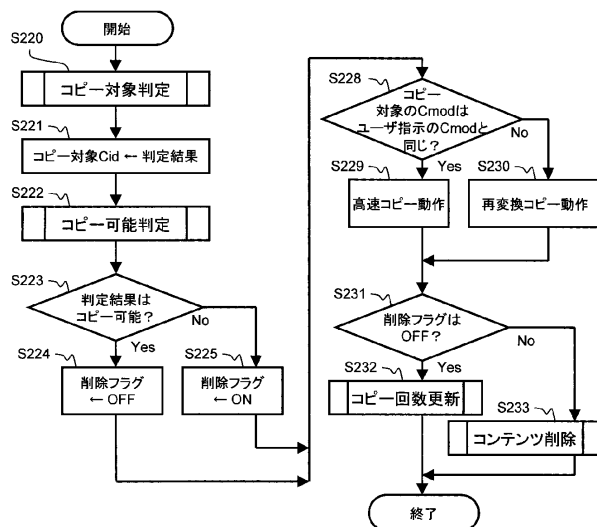 開始
S220
コピー対象判定
S221
コピー対象Cid ← 判定結果
S222
コピー可能判定
S223
判定結果は
コピー可能？
No
Yes
S224
削除フラグ
← OFF
S225
削除フラグ
← ON
S228
コピー
対象のCmodは
ユーザ指示のCmodと
同じ？
No
Yes
S229
高速コピー動作
S230
再変換コピー動作
S231
削除フラグは
OFF？
No
Yes
S232
コピー回数更新
S233
コンテンツ削除
終了